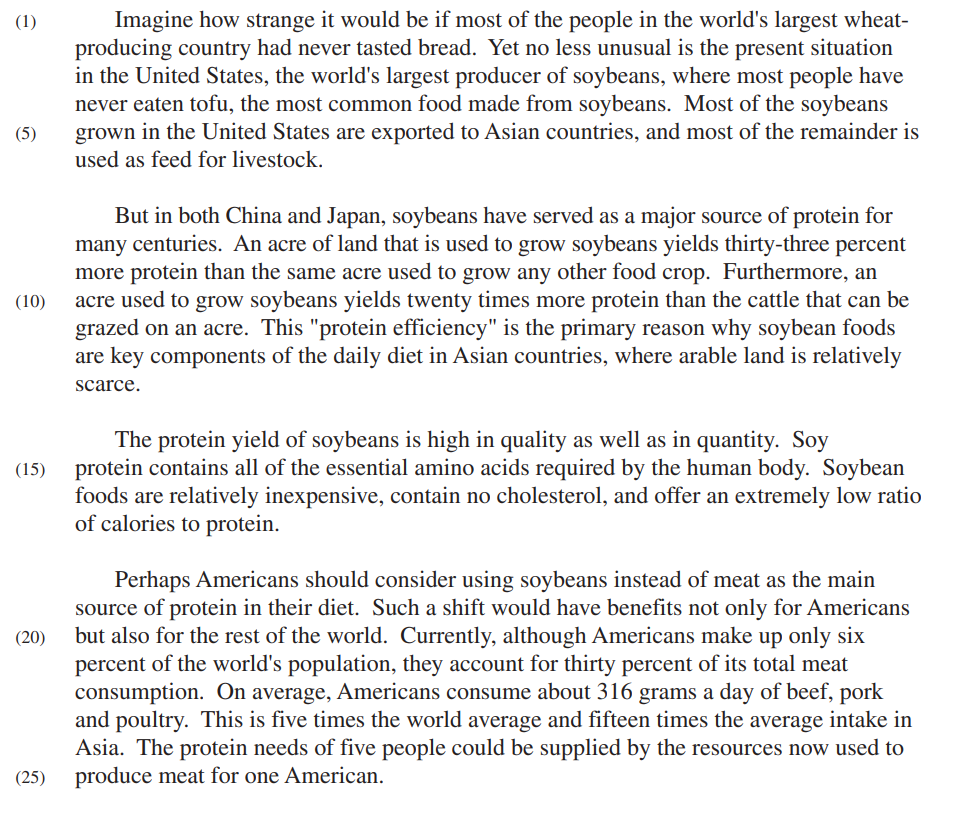 (1) Imagine how strange it would be if most of the people in the world's largest wheat-
producing country had never tasted bread. Yet no less unusual is the present situation
in the United States, the world's largest producer of soybeans, where most people have
never eaten tofu, the most common food made from soybeans. Most of the soybeans
(5) grown in the United States are exported to Asian countries, and most of the remainder is
used as feed for livestock.
But in both China and Japan, soybeans have served as a major source of protein for
many centuries. An acre of land that is used to grow soybeans yields thirty-three percent
more protein than the same acre used to grow any other food crop. Furthermore, an
(10) acre used to grow soybeans yields twenty times more protein than the cattle that can be
grazed on an acre. This "protein efficiency" is the primary reason why soybean foods
are key components of the daily diet in Asian countries, where arable land is relatively
scarce.
The protein yield of soybeans is high in quality as well as in quantity. Soy
(15) protein contains all of the essential amino acids required by the human body. Soybean
foods are relatively inexpensive, contain no cholesterol, and offer an extremely low ratio
of calories to protein.
Perhaps Americans should consider using soybeans instead of meat as the main
source of protein in their diet. Such a shift would have benefits not only for Americans
(20) but also for the rest of the world. Currently, although Americans make up only six
percent of the world's population, they account for thirty percent of its total meat
consumption. On average, Americans consume about 316 grams a day of beef, pork
and poultry. This is five times the world average and fifteen times the average intake in
Asia. The protein needs of five people could be supplied by the resources now used to
(25) produce meat for one American.